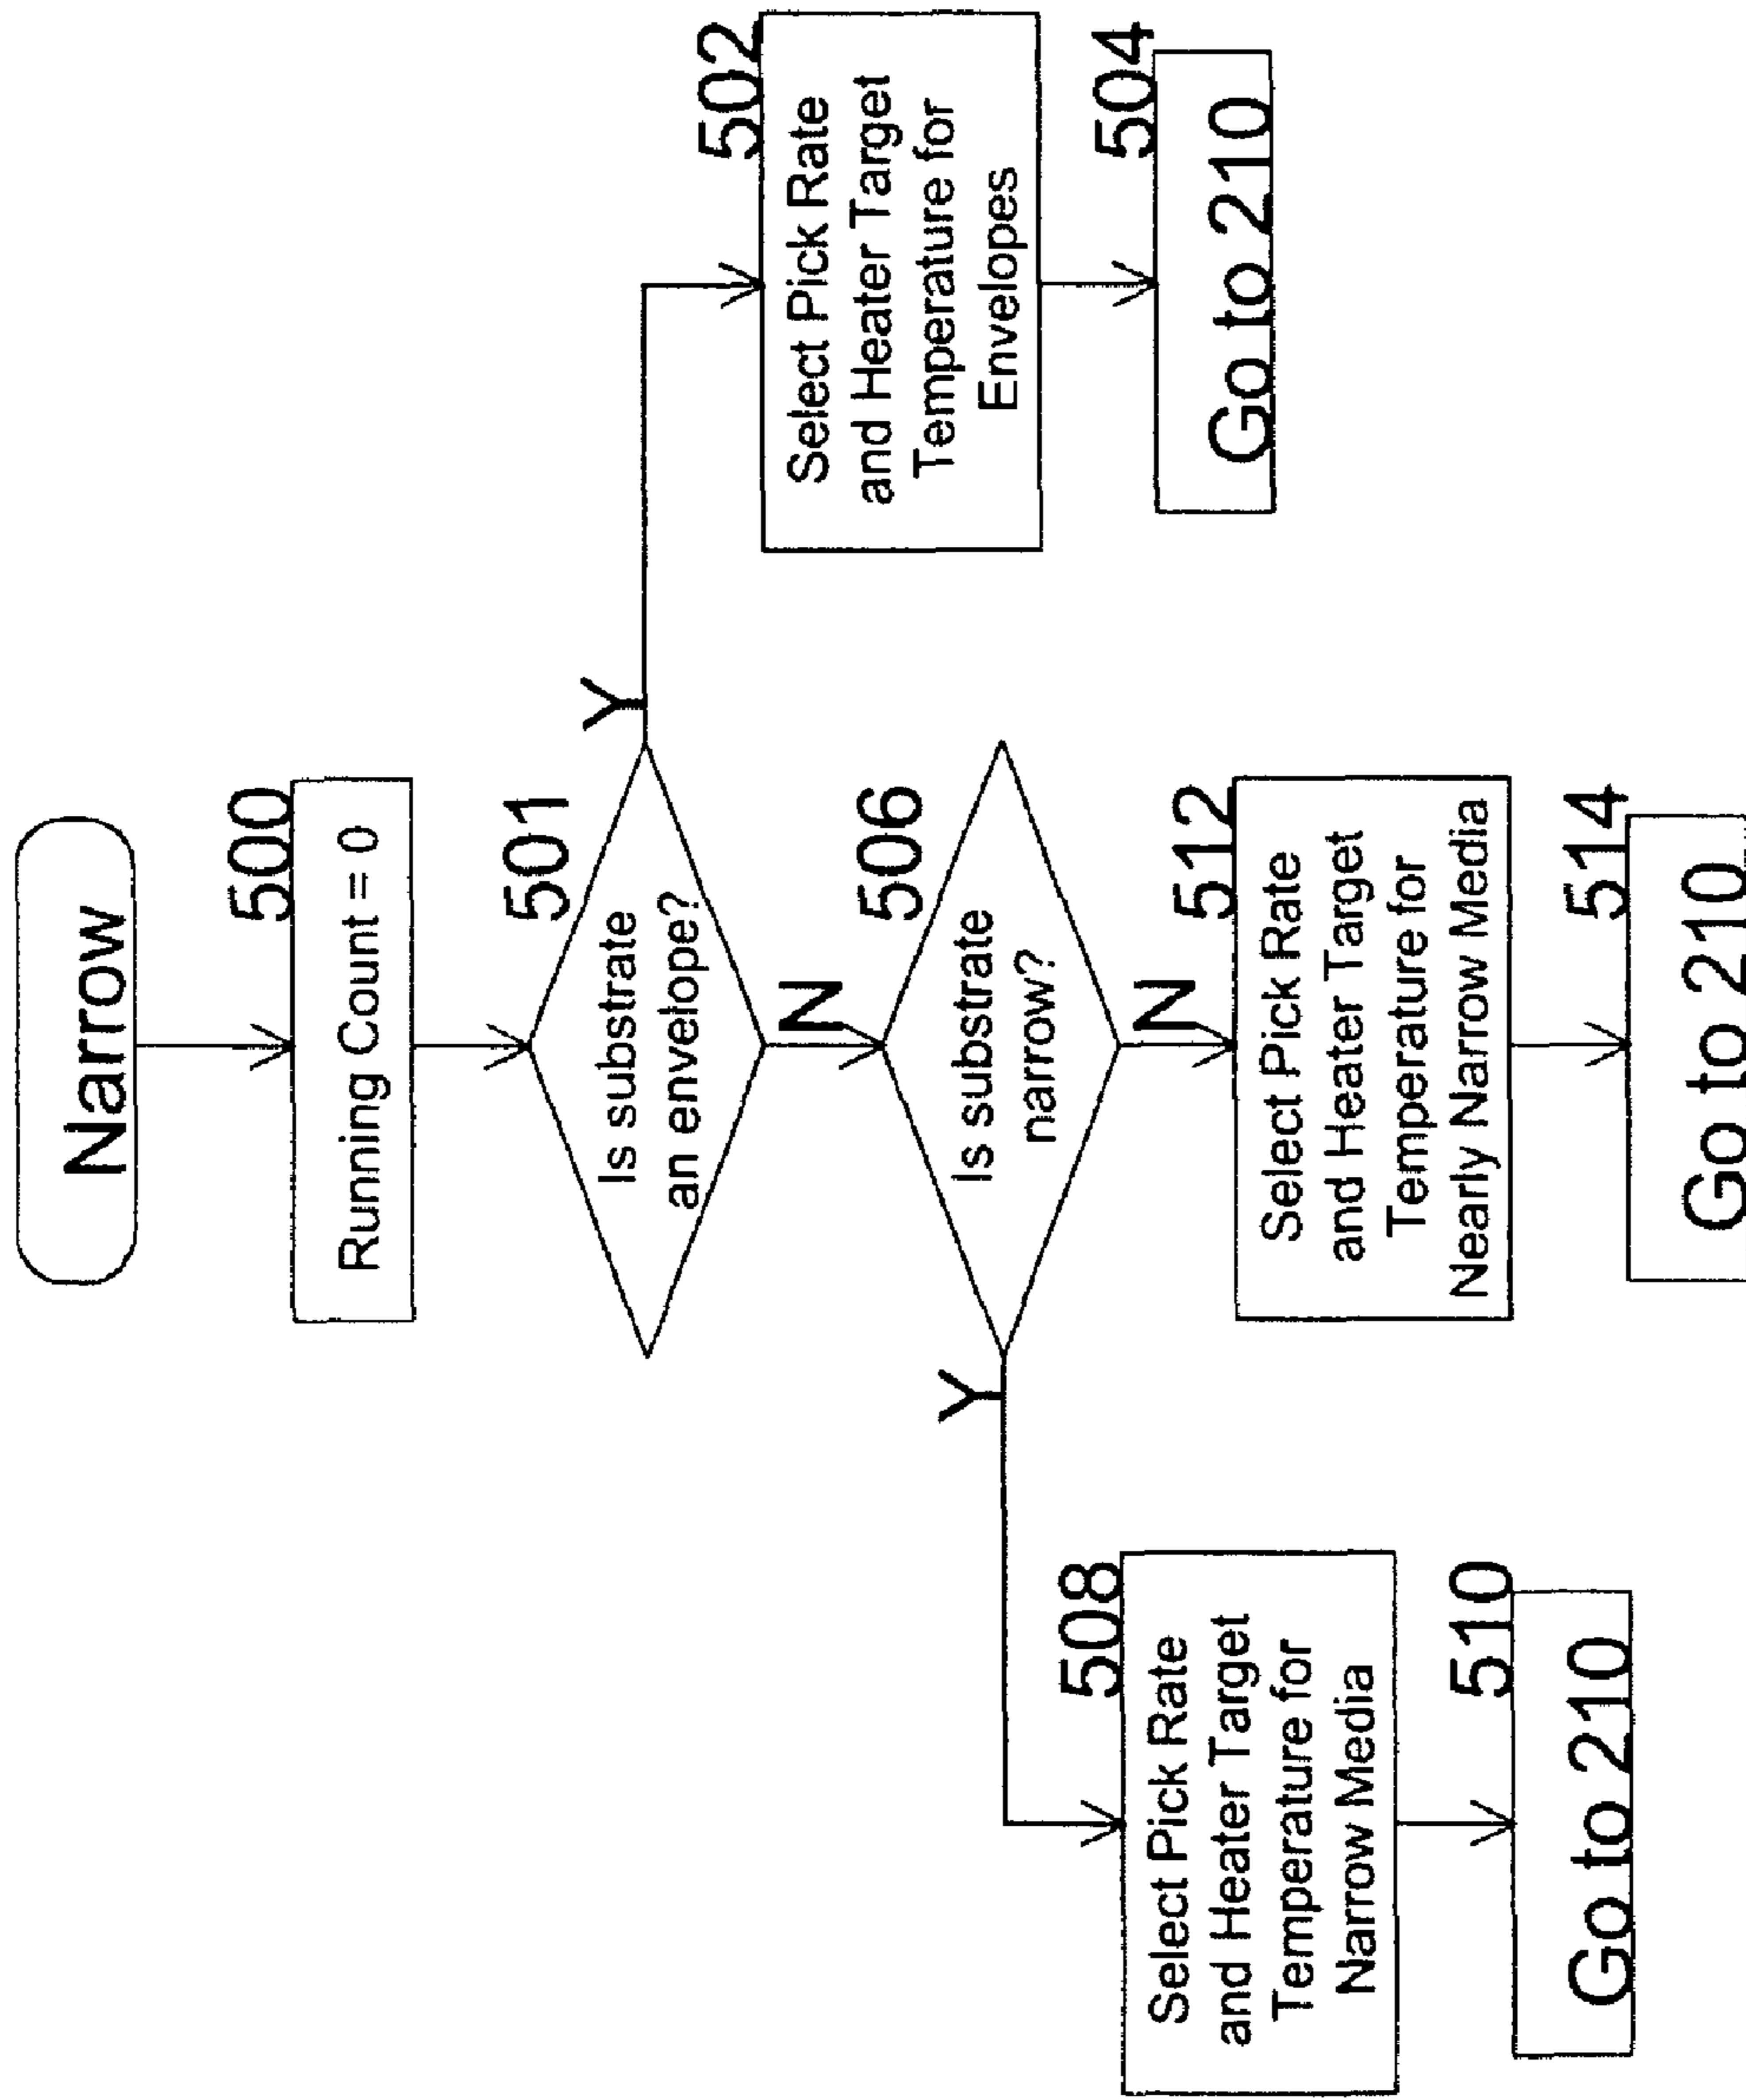 Narrow
500
Running Count = 0
501
Is substrate
an envelope?
Y
N
502
Select Pick Rate
and Heater Target
Temperature for
Envelopes
504
Go to 210
506
Is substrate
narrow?
Y
N
508
Select Pick Rate
and Heater Target
Temperature for
Narrow Media
510
Go to 210
512
Select Pick Rate
and Heater Target
Temperature for
Nearly Narrow Media
514
Go to 210